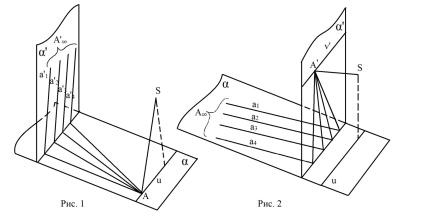 A'∞
α'
a'₁
a'₂
a'₃
a'₄
S
r
α
u
A
Рис. 1
α'
v'
A'
S
α
a₁
A∞
a₂
a₃
a₄
u
Рис. 2